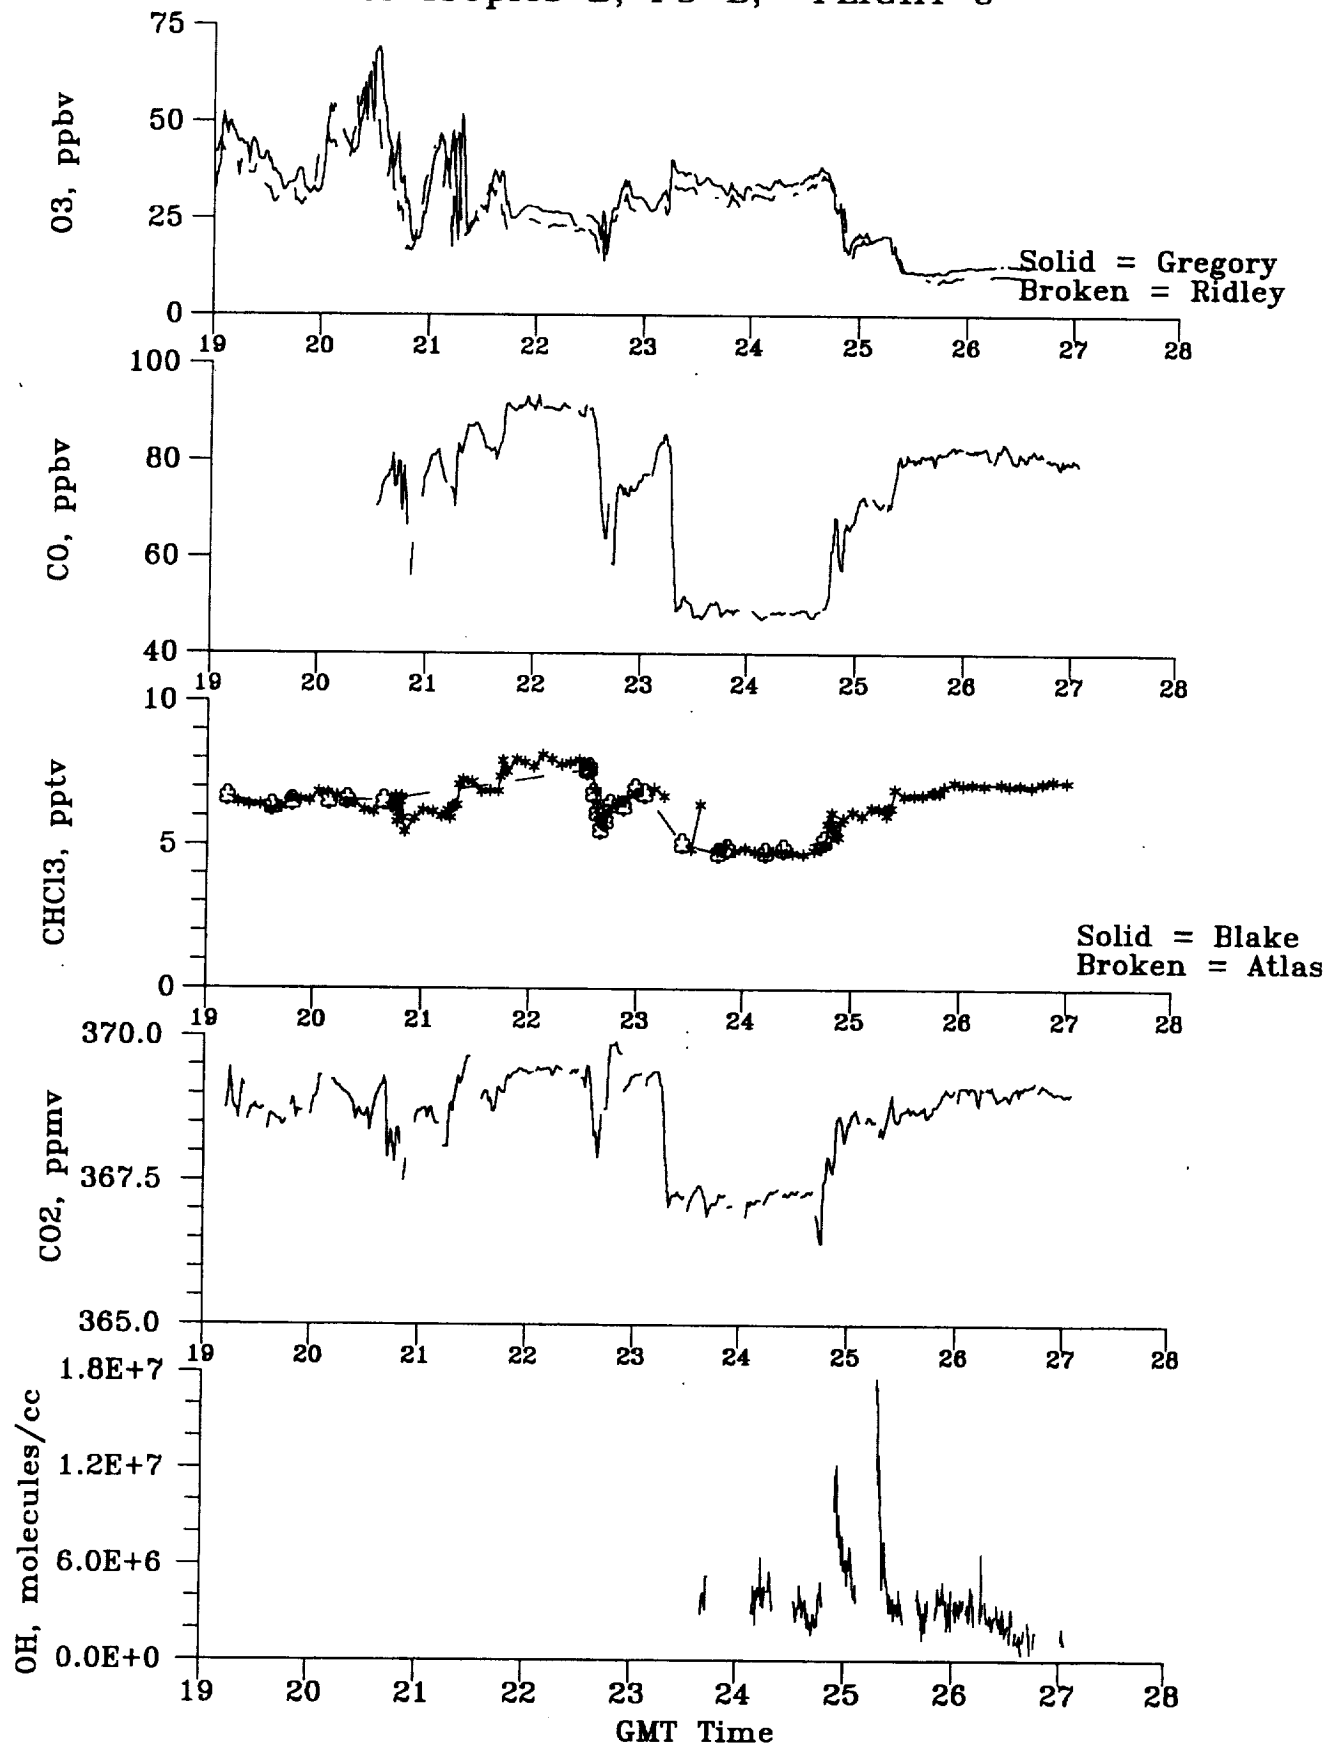 75
50
25
0
O3, ppbv
Solid = Gregory
Broken = Ridley
19 20 21 22 23 24 25 26 27 28
100
80
60
40
CO, ppbv
19 20 21 22 23 24 25 26 27 28
10
5
0
CHCl3, pptv
Solid = Blake
Broken = Atlas
19 20 21 22 23 24 25 26 27 28
370.0
367.5
365.0
CO2, ppmv
19 20 21 22 23 24 25 26 27 28
1.8E+7
1.2E+7
6.0E+6
0.0E+0
OH, molecules/cc
19 20 21 22 23 24 25 26 27 28
GMT Time